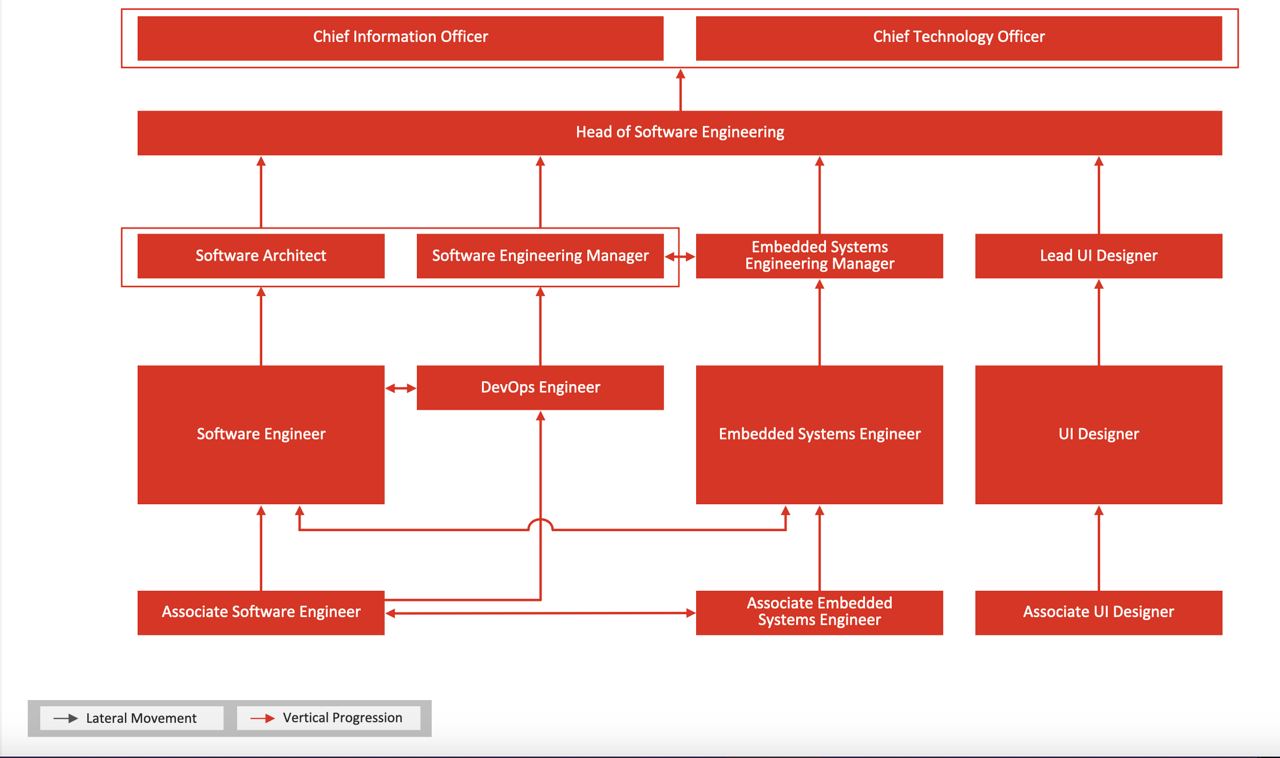 Chief Information Officer
Chief Technology Officer
Head of Software Engineering
Software Architect
Software Engineering Manager
Embedded Systems
Engineering Manager
Lead UI Designer
Software Engineer
DevOps Engineer
Embedded Systems Engineer
UI Designer
Associate Software Engineer
Associate Embedded
Systems Engineer
Associate UI Designer
Lateral Movement
Vertical Progression